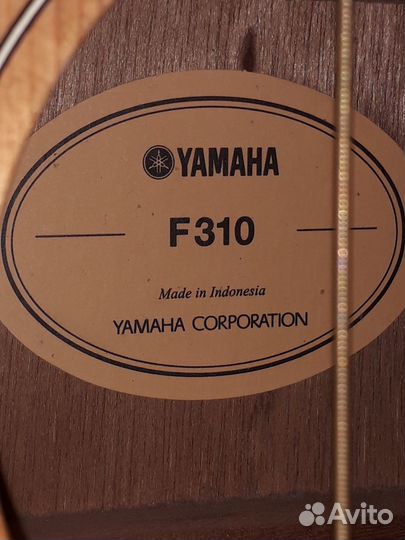 YAMAHA
F310
Made in Indonesia
YAMAHA CORPORATION
Avito